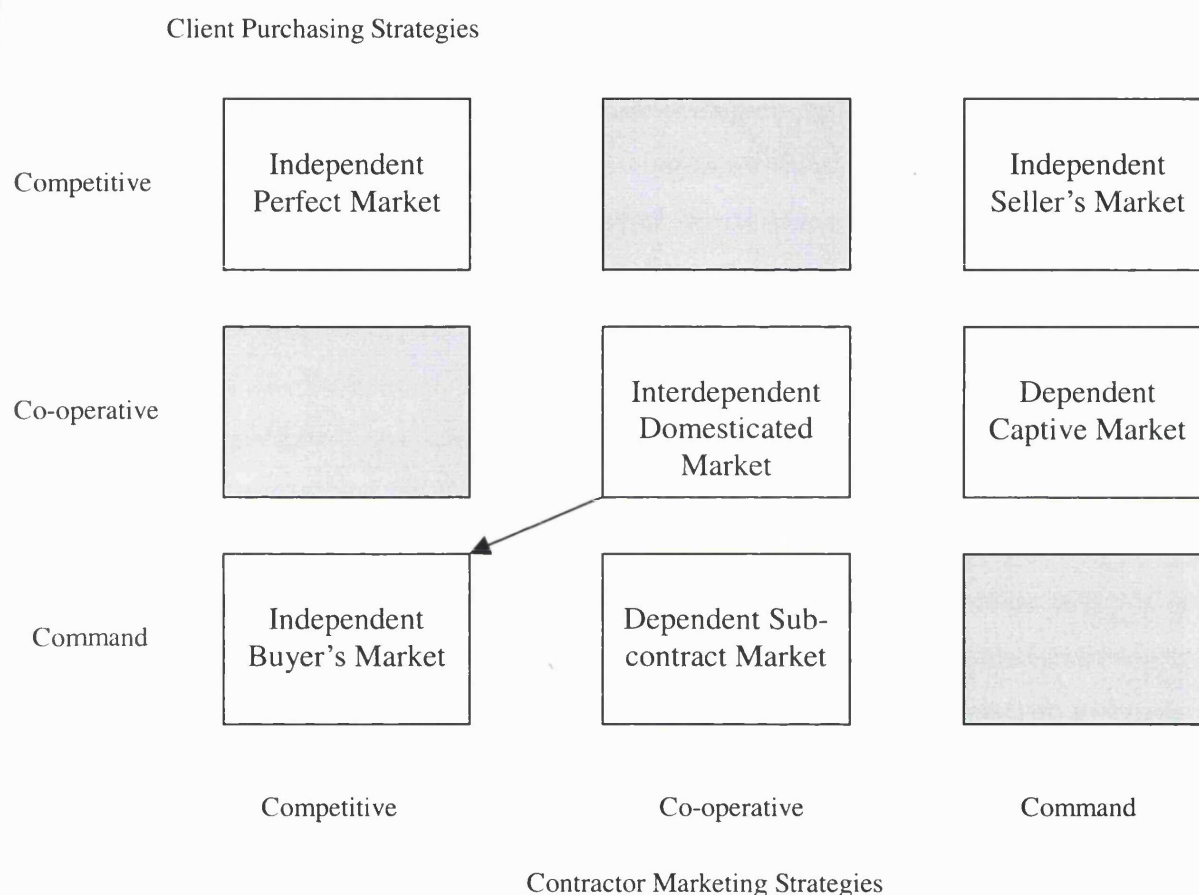 Client Purchasing Strategies
Competitive
Independent
Perfect Market
Independent
Seller's Market
Co-operative
Interdependent
Domesticated
Market
Dependent
Captive Market
Command
Independent
Buyer's Market
Dependent Sub-
contract Market
Competitive
Co-operative
Command
Contractor Marketing Strategies